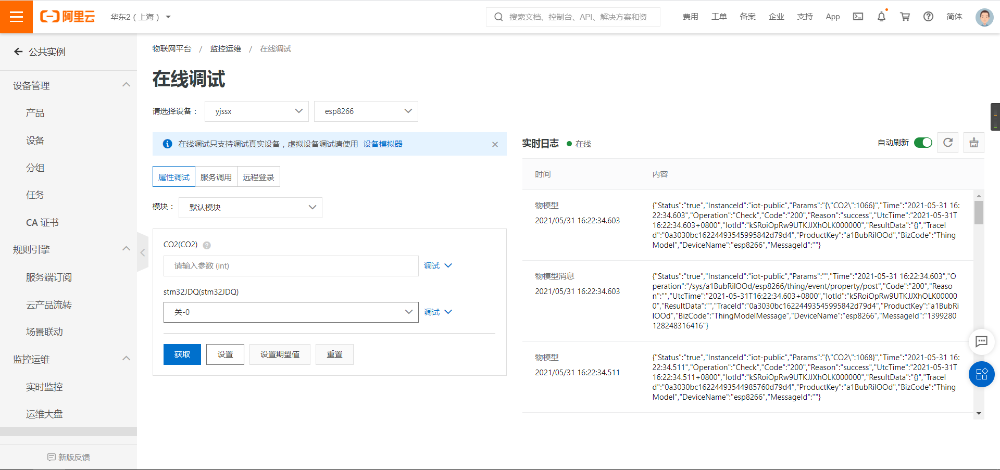 阿里云
华东2（上海）
搜索文档、控制台、API、解决方案和资
费用
工单
备案
企业
支持
App
简体
公共实例
设备管理
产品
设备
分组
任务
CA 证书
规则引擎
服务端订阅
云产品流转
场景联动
监控运维
实时监控
运维大盘
新版反馈
物联网平台 / 监控运维 / 在线调试
在线调试
请选择设备： yjssx esp8266
在线调试只支持调试真实设备，虚拟设备调试请使用 设备模拟器
属性调试 服务调用 远程登录
模块： 默认模块
CO2(CO2)
请输入参数 (int) 调试
stm32JDQ(stm32JDQ)
关-0 调试
获取 设置 设置期望值 重置
实时日志 在线
自动刷新
时间 内容
物模型
2021/05/31 16:22:34.603
{"Status":"true","InstanceId":"iot-public","Params":"{\"CO2\":1066}","Time":"2021-05-31 16:
22:34.603","Operation":"Check","Code":"200","Reason":"success","UtcTime":"2021-05-31T
16:22:34.603+0800","IotId":"kSRoiOpRw9UTKJJXhOLK000000","ResultData":"{}","TraceI
d":"0a3030bc16224493545995842d79d4","ProductKey":"a1BubRilOOd","BizCode":"Thing
Model","DeviceName":"esp8266","MessageId":""}
物模型消息
2021/05/31 16:22:34.603
{"Status":"true","InstanceId":"iot-public","Params":"","Time":"2021-05-31 16:22:34.603","O
peration":"/sys/a1BubRilOOd/esp8266/thing/event/property/post","Code":"200","Reaso
n":"","UtcTime":"2021-05-31T16:22:34.603+0800","IotId":"kSRoiOpRw9UTKJJXhOLK00000
0","ResultData":"","TraceId":"0a3030bc16224493545995842d79d4","ProductKey":"a1BubRi
lOOd","BizCode":"ThingModelMessage","DeviceName":"esp8266","MessageId":"1399280
128248316416"}
物模型
2021/05/31 16:22:34.511
{"Status":"true","InstanceId":"iot-public","Params":"{\"CO2\":1068}","Time":"2021-05-31 16:
22:34.511","Operation":"Check","Code":"200","Reason":"success","UtcTime":"2021-05-31T
16:22:34.511+0800","IotId":"kSRoiOpRw9UTKJJXhOLK000000","ResultData":"{}","TraceI
d":"0a3030bc16224493544985760d79d4","ProductKey":"a1BubRilOOd","BizCode":"Thing
Model","DeviceName":"esp8266","MessageId":""}